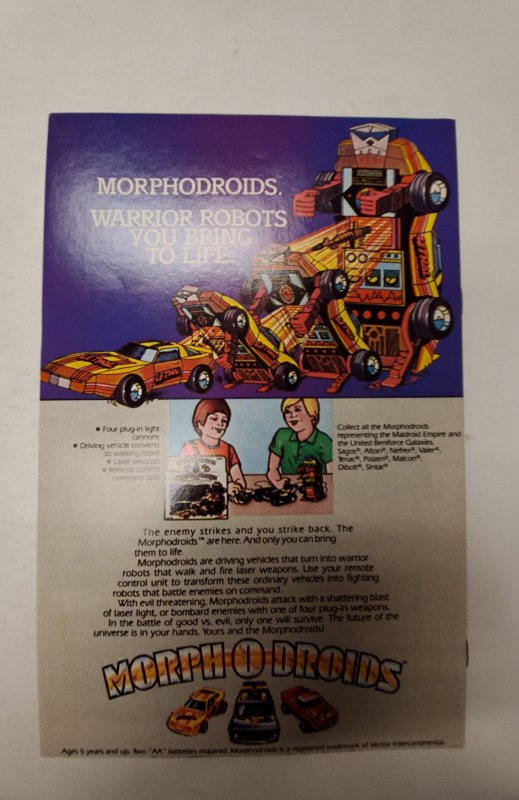 MORPHODROIDS.
WARRIOR ROBOTS
YOU BRING
TO LIFE.
• Four plug-in light
cannons
• Driving vehicle converts
to walking robot
• Laser weapon
• Remote control
command unit
Collect all the Morphodroids
representing the Maldroid Empire and
the United Beniforce Galaxies.
Sagos©, Alton©, Nefrex©, Valer©,
Tenac©, Poizen©, Malcon©,
Dibolt©, Sintar©
The enemy strikes and you strike back. The
Morphodroids™ are here. And only you can bring
them to life.
Morphodroids are driving vehicles that turn into warrior
robots that walk and fire laser weapons. Use your remote
control unit to transform these ordinary vehicles into fighting
robots that battle enemies on command.
With evil threatening, Morphodroids attack with a shattering blast
of laser light, or bombard enemies with one of four plug-in weapons.
In the battle of good vs. evil, only one will survive. The future of the
universe is in your hands. Yours and the Morphodroids!
MORPH-O-DROIDS™
Ages 5 years and up. Two "AA" batteries required. Morphodroids is a registered trademark of Vector Intercontinental.